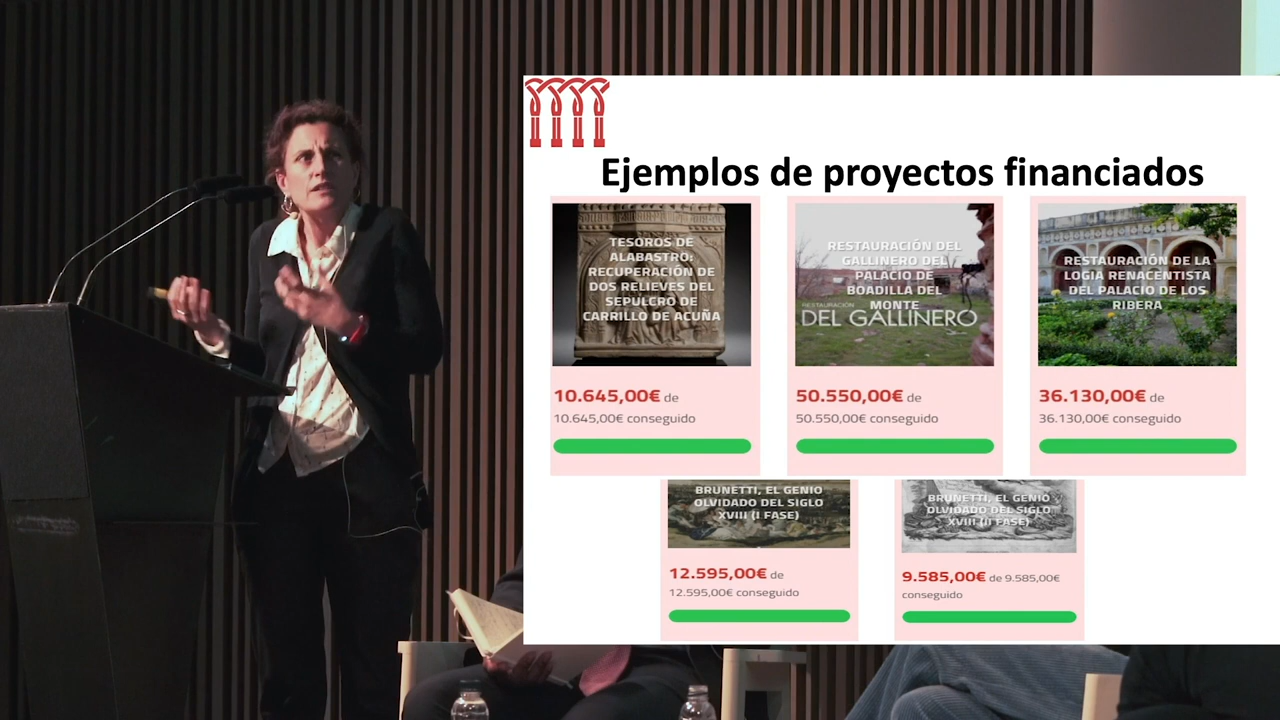 Ejemplos de proyectos financiados
TESOROS DE
ALABASTRO:
RECUPERACIÓN DE
DOS RELIEVES DEL
SEPULCRO DE
CARRILLO DE ACUÑA
10.645,00€ de
10.645,00€ conseguido
RESTAURACIÓN DEL
GALLINERO DEL
PALACIO DE
BOADILLA DEL
MONTE
RESTAURACIÓN
DEL GALLINERO
50.550,00€ de
50.550,00€ conseguido
RESTAURACIÓN DE LA
LOGIA RENACENTISTA
DEL PALACIO DE LOS
RIBERA
36.130,00€ de
36.130,00€ conseguido
BRUNETTI, EL GENIO
OLVIDADO DEL SIGLO
XVIII (I FASE)
12.595,00€ de
12.595,00€ conseguido
BRUNETTI, EL GENIO
OLVIDADO DEL SIGLO
XVIII (II FASE)
9.585,00€ de 9.585,00€
conseguido